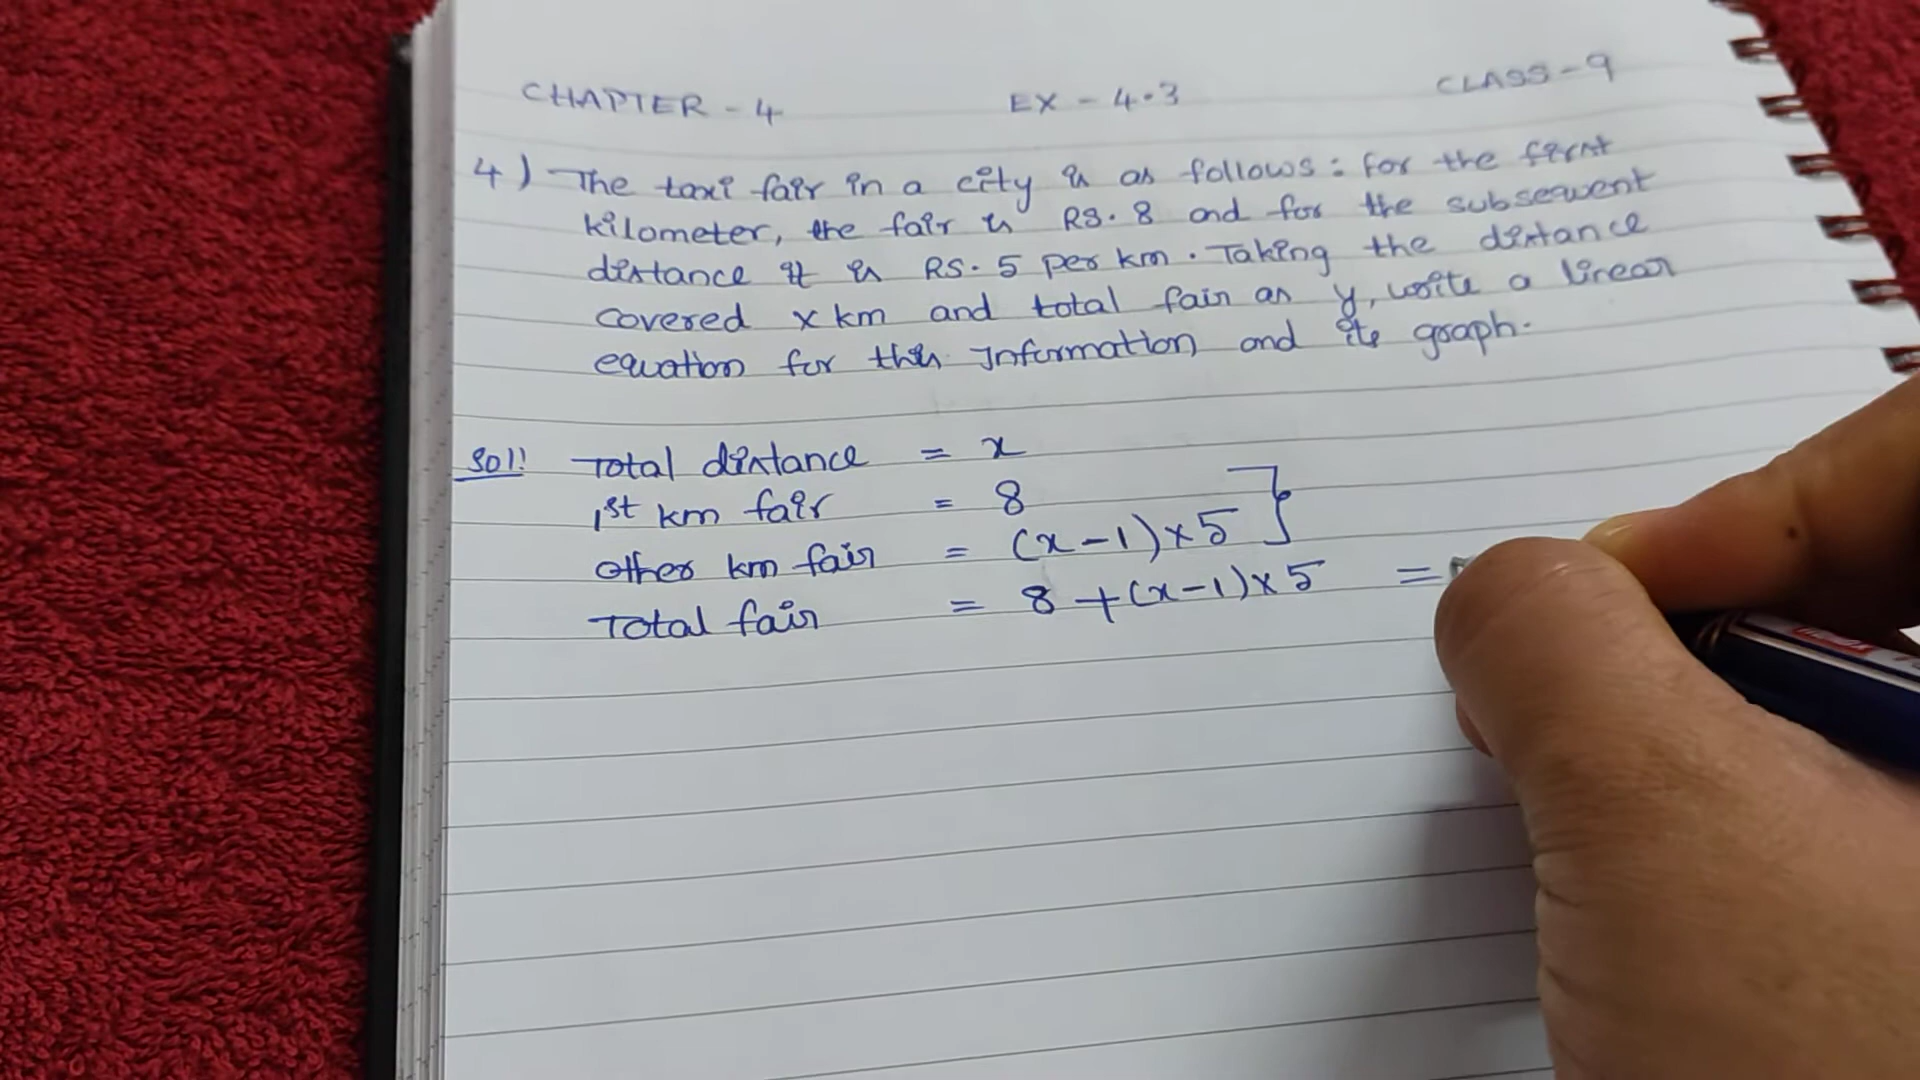 CHAPTER - 4 EX - 4.3 CLASS - 9
4) The taxi fair in a city is as follows: for the first
kilometer, the fair is RS. 8 and for the subsequent
distance it is RS. 5 per km. Taking the distance
covered x km and total fair as y, write a linear
equation for this Information and its graph.
Sol: Total distance = x
1st km fair = 8
Other km fair = (x-1)×5 }
Total fair = 8 + (x-1)×5 =